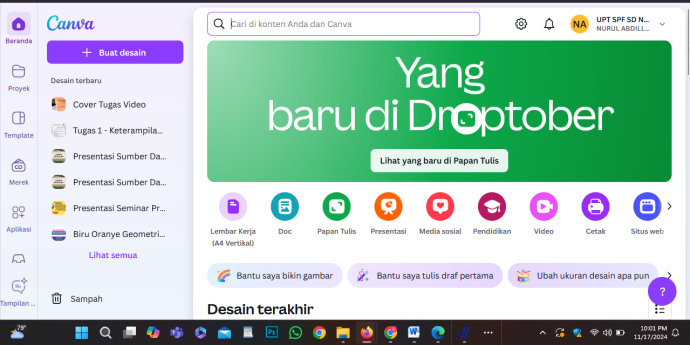 Canva
Cari di konten Anda dan Canva
NA
UPT SPF SD N...
NURUL ABDILL...
Beranda
Proyek
Template
Merek
Aplikasi
Tampilan ...
+ Buat desain
Desain terbaru
Cover Tugas Video
Tugas 1 - Keterampila...
Presentasi Sumber Da...
Presentasi Sumber Da...
Presentasi Seminar Pr...
Biru Oranye Geometri...
Lihat semua
Sampah
Yang
baru di Droptober
Lihat yang baru di Papan Tulis
Lembar Kerja
(A4 Vertikal)
Doc
Papan Tulis
Presentasi
Media sosial
Pendidikan
Video
Cetak
Situs web
Bantu saya bikin gambar
Bantu saya tulis draf pertama
Ubah ukuran desain apa pun
Desain terakhir
?
79°
10:01 PM
11/17/2024